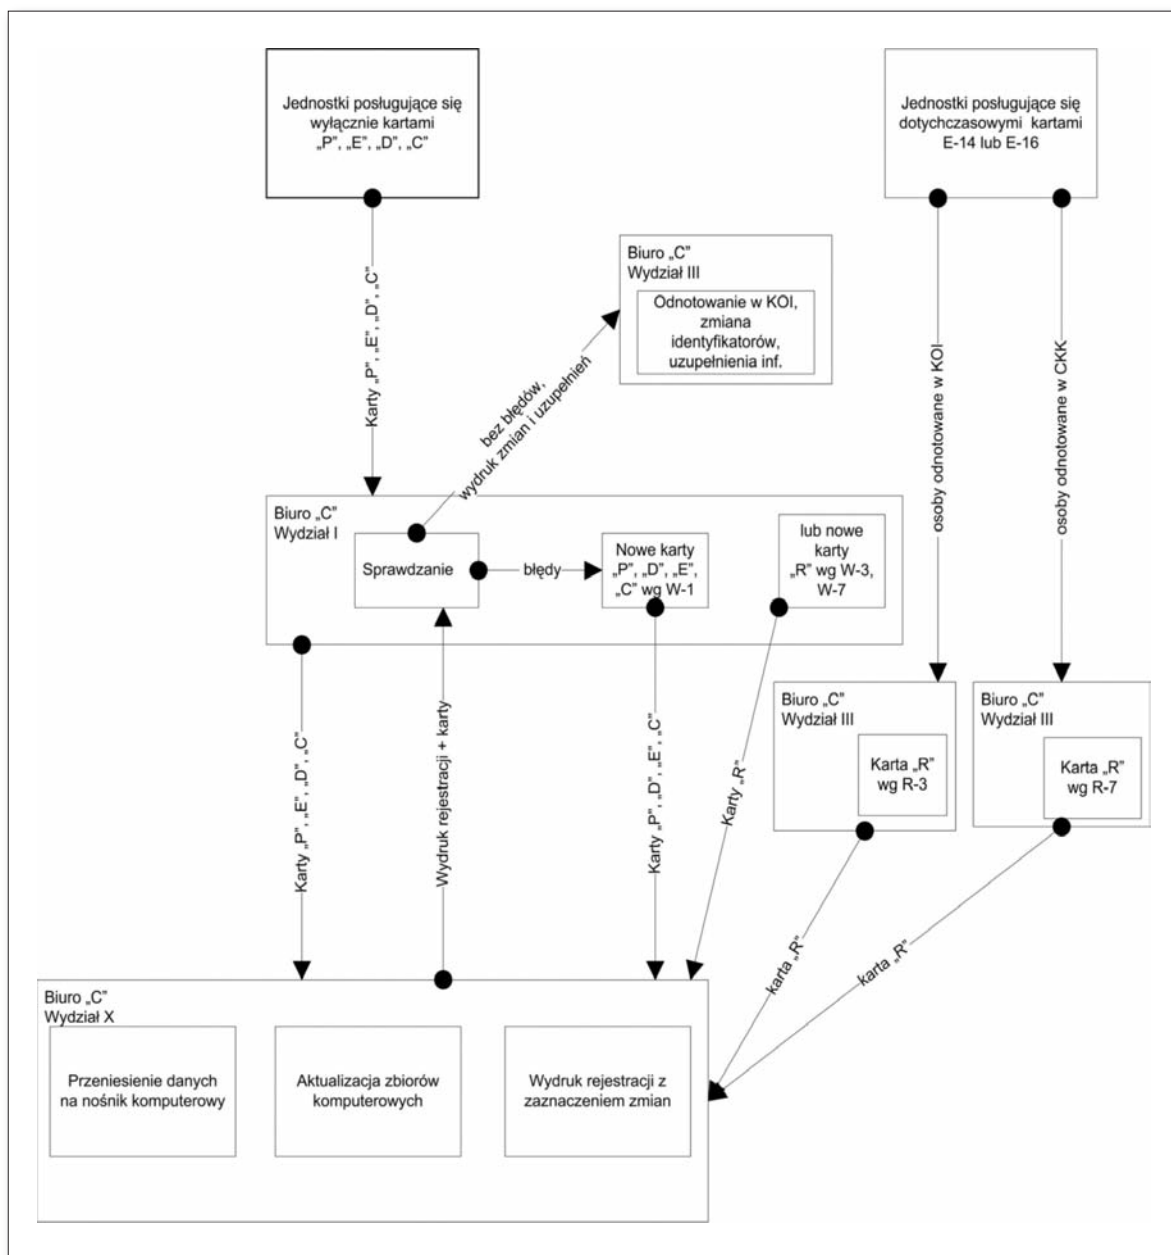 Jednostki posługujące się
wyłącznie kartami
„P”, „E”, „D”, „C”
Jednostki posługujące się
dotychczasowymi kartami
E-14 lub E-16
Karty „P”, „E”, „D”, „C”
Biuro „C”
Wydział III
Odnotowanie w KOI,
zmiana
identyfikatorów,
uzupełnienia inf.
bez błędów,
wydruk zmian i uzupełnień
osoby odnotowane w KOI
osoby odnotowane w CKK
Biuro „C”
Wydział I
Sprawdzanie
błędy
Nowe karty
„P”, „D”, „E”,
„C” wg W-1
lub nowe
karty
„R” wg W-3,
W-7
Karty „P”, „E”, „D”, „C”
Wydruk rejestracji + karty
Karty „P”, „D”, „E”, „C”
Karty „R”
Biuro „C”
Wydział III
Karta „R”
wg R-3
Biuro „C”
Wydział III
Karta „R”
wg R-7
karta „R”
karta „R”
Biuro „C”
Wydział X
Przeniesienie danych
na nośnik komputerowy
Aktualizacja zbiorów
komputerowych
Wydruk rejestracji z
zaznaczeniem zmian